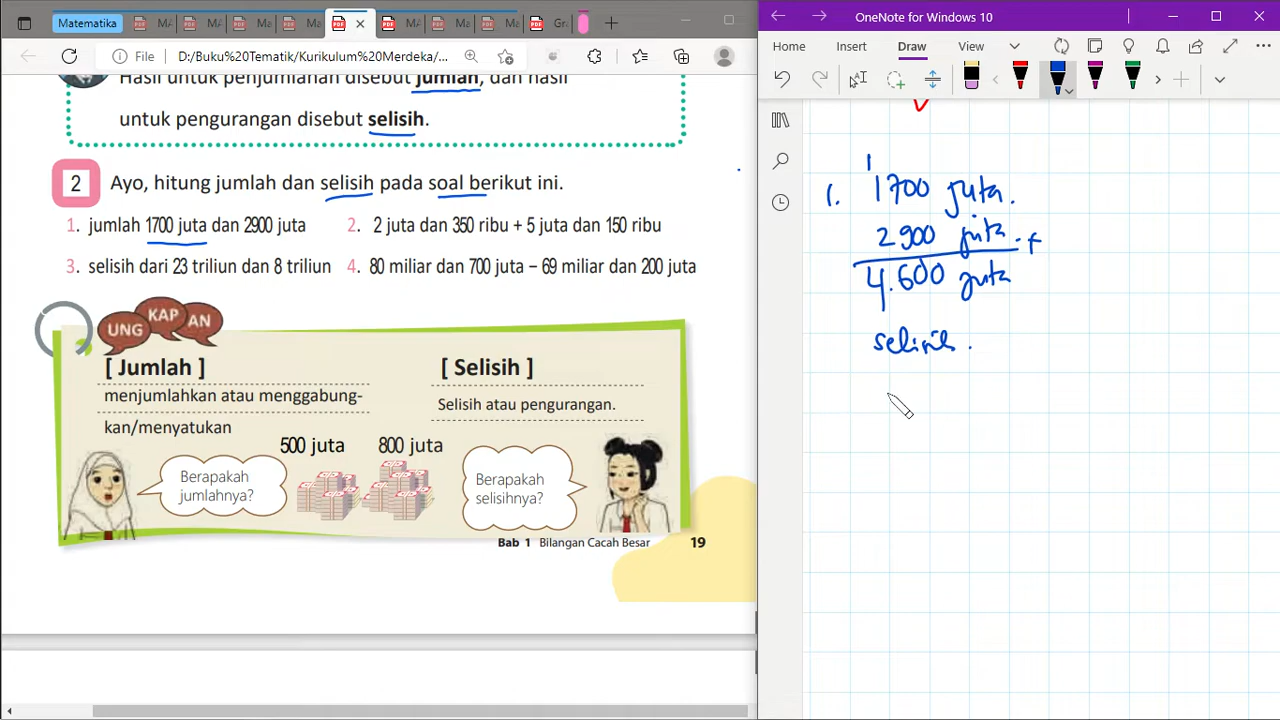 Matematika
File
D:/Buku%20Tematik/Kurikulum%20Merdeka/...
Hasil untuk penjumlahan disebut jumlah, dan hasil
untuk pengurangan disebut selisih.
2 Ayo, hitung jumlah dan selisih pada soal berikut ini.
1. jumlah 1700 juta dan 2900 juta 2. 2 juta dan 350 ribu + 5 juta dan 150 ribu
3. selisih dari 23 triliun dan 8 triliun 4. 80 miliar dan 700 juta – 69 miliar dan 200 juta
UNG KAP AN
[ Jumlah ]
menjumlahkan atau menggabung-
kan/menyatukan
[ Selisih ]
Selisih atau pengurangan.
500 juta 800 juta
Berapakah
jumlahnya?
Berapakah
selisihnya?
Bab 1 Bilangan Cacah Besar 19
OneNote for Windows 10
Home Insert Draw View
1
1. 1700 juta.
2900 juta. +
4.600 juta
selisih.